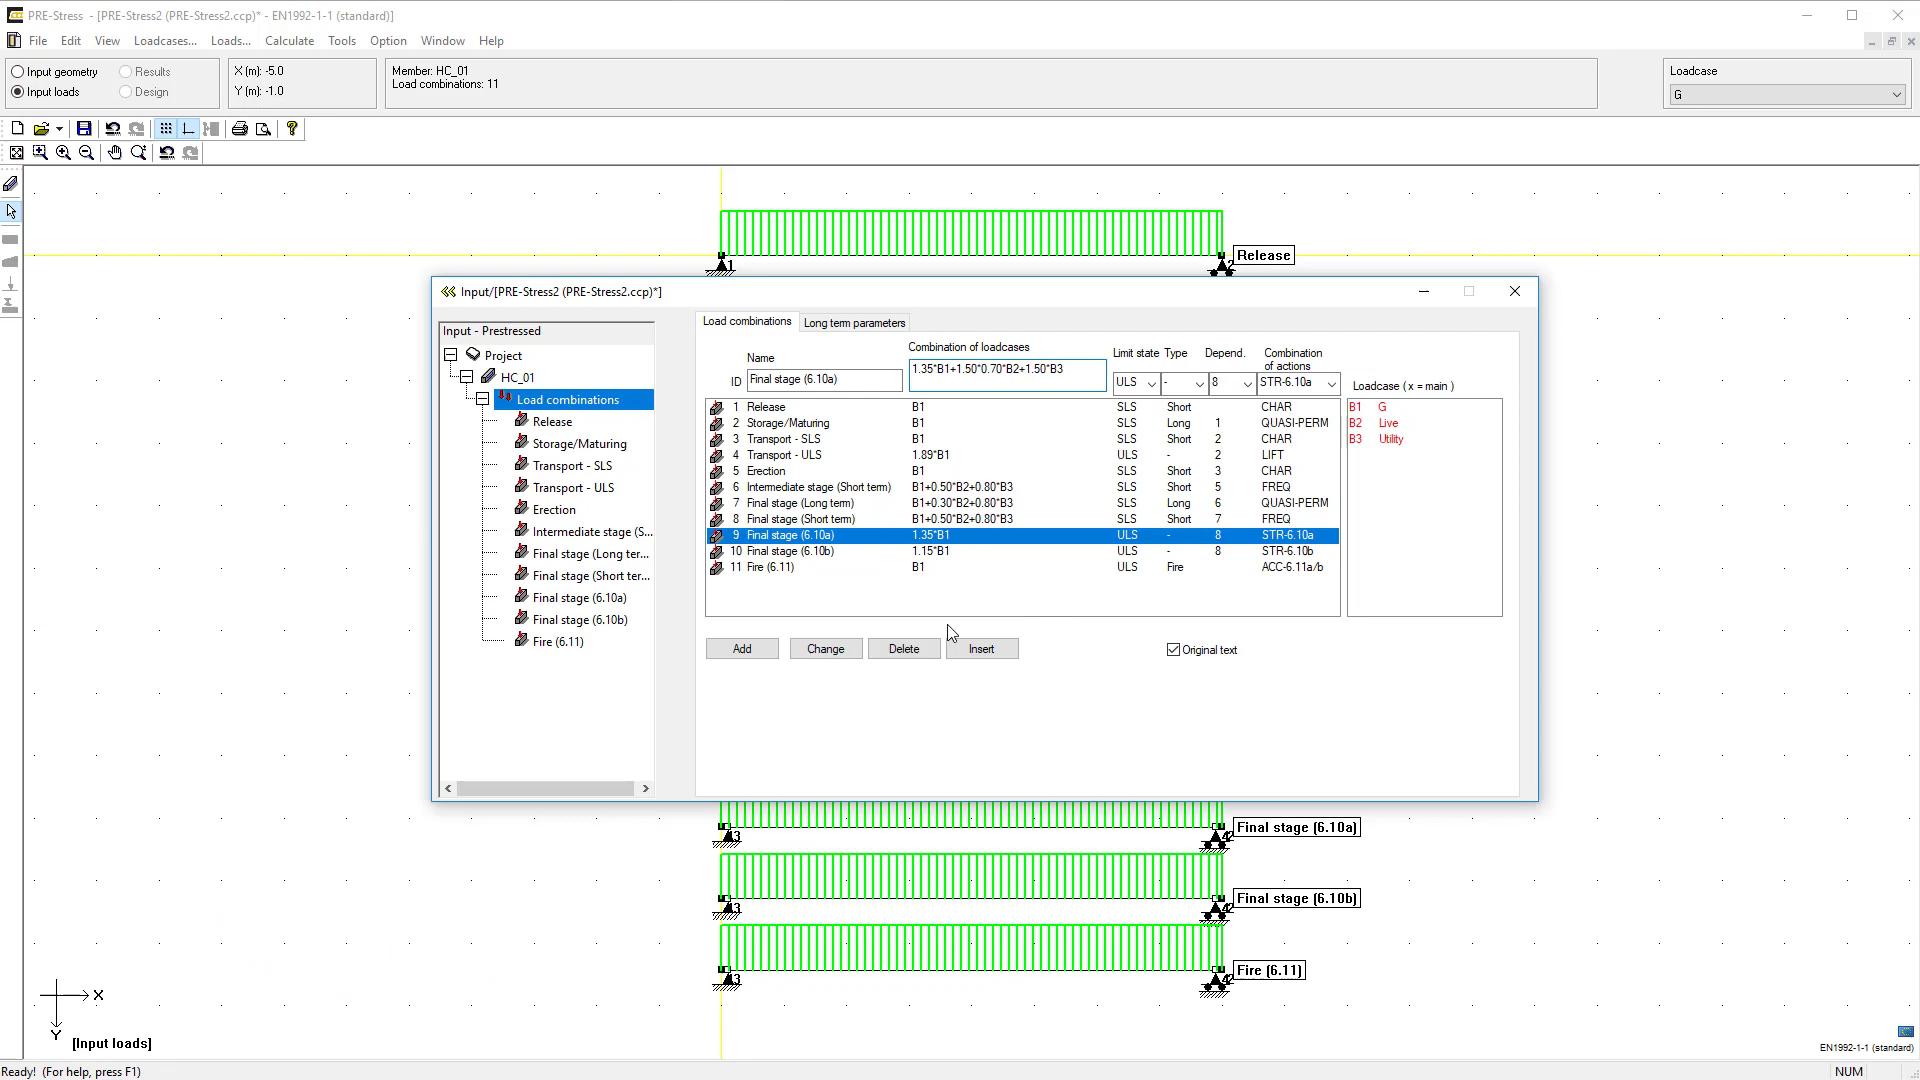 PRE-Stress - [PRE-Stress2 (PRE-Stress2.ccp)* - EN1992-1-1 (standard)]
File Edit View Loadcases... Loads... Calculate Tools Option Window Help
Input geometry Results
Input loads Design
X (m): -5.0
Y (m): -1.0
Member: HC_01
Load combinations: 11
Loadcase
G
1
Release
Input/[PRE-Stress2 (PRE-Stress2.ccp)*]
Input - Prestressed
Project
HC_01
Load combinations
Release
Storage/Maturing
Transport - SLS
Transport - ULS
Erection
Intermediate stage (S...
Final stage (Long ter...
Final stage (Short ter...
Final stage (6.10a)
Final stage (6.10b)
Fire (6.11)
Load combinations Long term parameters
Name Combination of loadcases Limit state Type Depend. Combination of actions
ID Final stage (6.10a) 1.35*B1+1.50*0.70*B2+1.50*B3 ULS - 8 STR-6.10a
Loadcase ( x = main )
1 Release B1 SLS Short CHAR
2 Storage/Maturing B1 SLS Long 1 QUASI-PERM
3 Transport - SLS B1 SLS Short 2 CHAR
4 Transport - ULS 1.89*B1 ULS - 2 LIFT
5 Erection B1 SLS Short 3 CHAR
6 Intermediate stage (Short term) B1+0.50*B2+0.80*B3 SLS Short 5 FREQ
7 Final stage (Long term) B1+0.30*B2+0.80*B3 SLS Long 6 QUASI-PERM
8 Final stage (Short term) B1+0.50*B2+0.80*B3 SLS Short 7 FREQ
9 Final stage (6.10a) 1.35*B1 ULS - 8 STR-6.10a
10 Final stage (6.10b) 1.15*B1 ULS - 8 STR-6.10b
11 Fire (6.11) B1 ULS Fire ACC-6.11a/b
B1 G
B2 Live
B3 Utility
Add Change Delete Insert
Original text
3
Final stage (6.10a)
3
Final stage (6.10b)
3
Fire (6.11)
X
Y
[Input loads]
EN1992-1-1 (standard)
Ready! (For help, press F1)
NUM